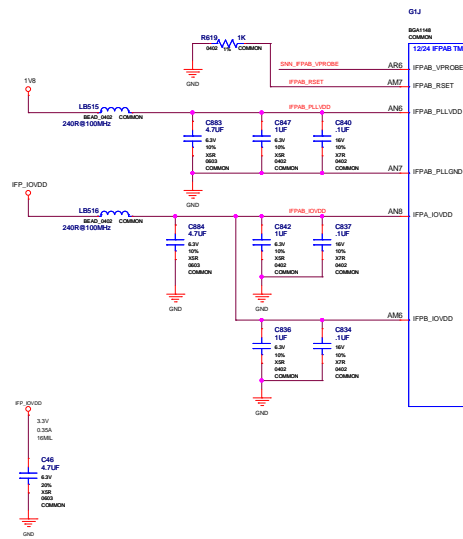 G1J
BGA1148
COMMON
12/24 IFPAB TM
R619 1K
0402 1% COMMON
GND
SNN_IFPAB_VPROBE AR6 IFPAB_VPROBE
IFPAB_RSET AM7 IFPAB_RSET
1V8
LB515
BEAD_0402 COMMON
240R@100MHz
IFPAB_PLLVDD AN6 IFPAB_PLLVDD
C883
4.7UF
6.3V
10%
X5R
0603
COMMON
C847
1UF
6.3V
10%
X5R
0402
COMMON
C840
.1UF
16V
10%
X7R
0402
COMMON
AN7 IFPAB_PLLGND
GND
IFP_IOVDD
LB516
BEAD_0402 COMMON
240R@100MHz
IFPAB_IOVDD AN8 IFPA_IOVDD
C884
4.7UF
6.3V
10%
X5R
0603
COMMON
C842
1UF
6.3V
10%
X5R
0402
COMMON
C837
.1UF
16V
10%
X7R
0402
COMMON
GND
GND
AM6 IFPB_IOVDD
C836
1UF
6.3V
10%
X5R
0402
COMMON
C834
.1UF
16V
10%
X7R
0402
COMMON
GND
IFP_IOVDD
3.3V
0.35A
16MIL
C46
4.7UF
6.3V
20%
X5R
0603
COMMON
GND